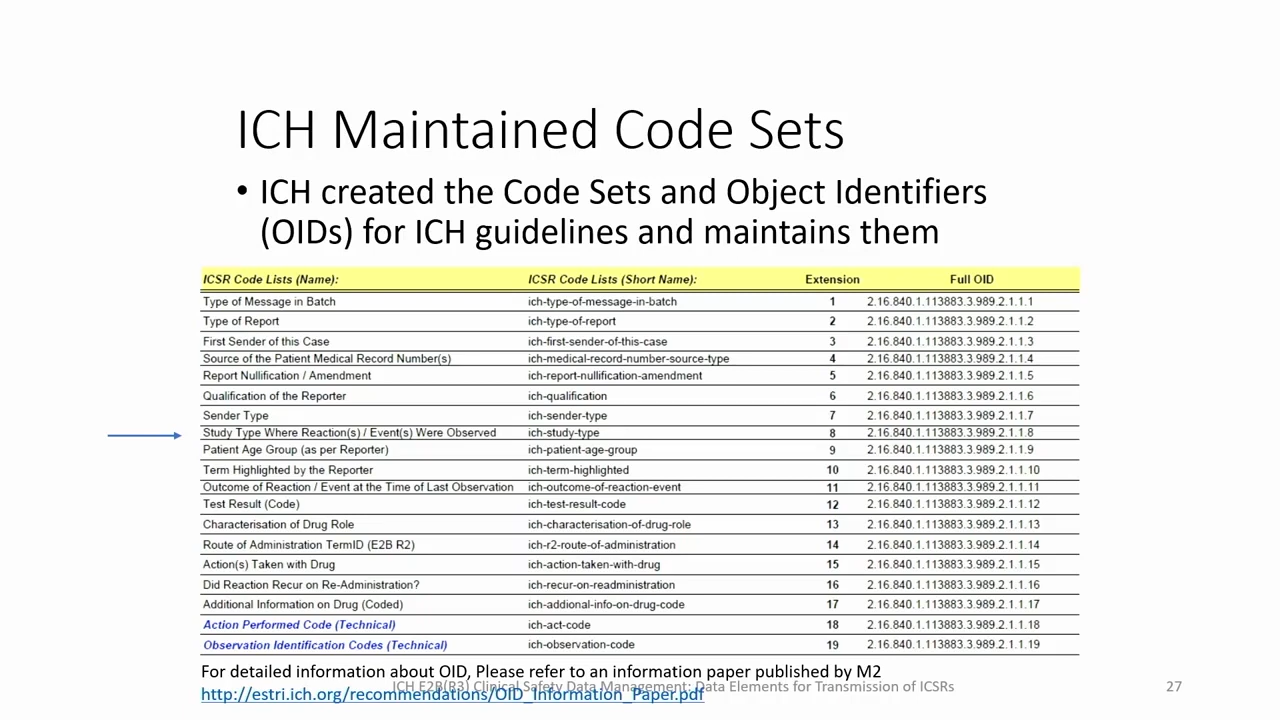 ICH Maintained Code Sets
• ICH created the Code Sets and Object Identifiers
(OIDs) for ICH guidelines and maintains them
ICSR Code Lists (Name): ICSR Code Lists (Short Name): Extension Full OID
Type of Message in Batch ich-type-of-message-in-batch 1 2.16.840.1.113883.3.989.2.1.1.1
Type of Report ich-type-of-report 2 2.16.840.1.113883.3.989.2.1.1.2
First Sender of this Case ich-first-sender-of-this-case 3 2.16.840.1.113883.3.989.2.1.1.3
Source of the Patient Medical Record Number(s) ich-medical-record-number-source-type 4 2.16.840.1.113883.3.989.2.1.1.4
Report Nullification / Amendment ich-report-nullification-amendment 5 2.16.840.1.113883.3.989.2.1.1.5
Qualification of the Reporter ich-qualification 6 2.16.840.1.113883.3.989.2.1.1.6
Sender Type ich-sender-type 7 2.16.840.1.113883.3.989.2.1.1.7
Study Type Where Reaction(s) / Event(s) Were Observed ich-study-type 8 2.16.840.1.113883.3.989.2.1.1.8
Patient Age Group (as per Reporter) ich-patient-age-group 9 2.16.840.1.113883.3.989.2.1.1.9
Term Highlighted by the Reporter ich-term-highlighted 10 2.16.840.1.113883.3.989.2.1.1.10
Outcome of Reaction / Event at the Time of Last Observation ich-outcome-of-reaction-event 11 2.16.840.1.113883.3.989.2.1.1.11
Test Result (Code) ich-test-result-code 12 2.16.840.1.113883.3.989.2.1.1.12
Characterisation of Drug Role ich-characterisation-of-drug-role 13 2.16.840.1.113883.3.989.2.1.1.13
Route of Administration TermID (E2B R2) ich-r2-route-of-administration 14 2.16.840.1.113883.3.989.2.1.1.14
Action(s) Taken with Drug ich-action-taken-with-drug 15 2.16.840.1.113883.3.989.2.1.1.15
Did Reaction Recur on Re-Administration? ich-recur-on-readministration 16 2.16.840.1.113883.3.989.2.1.1.16
Additional Information on Drug (Coded) ich-addional-info-on-drug-code 17 2.16.840.1.113883.3.989.2.1.1.17
Action Performed Code (Technical) ich-act-code 18 2.16.840.1.113883.3.989.2.1.1.18
Observation Identification Codes (Technical) ich-observation-code 19 2.16.840.1.113883.3.989.2.1.1.19
For detailed information about OID, Please refer to an information paper published by M2
http://estri.ich.org/recommendations/OID_Information_Paper.pdf
ICH E2B(R3) Clinical Safety Data Management: Data Elements for Transmission of ICSRs
27